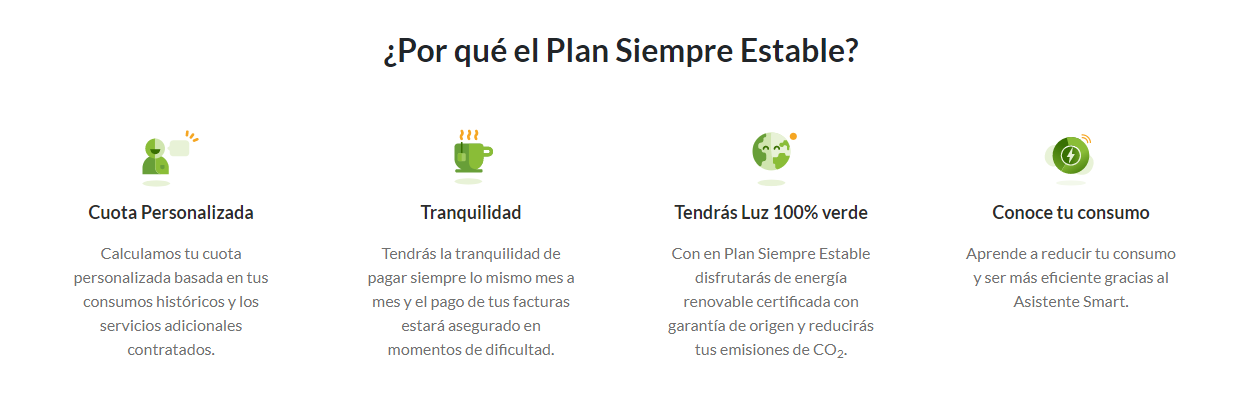 ¿Por qué el Plan Siempre Estable?
Cuota Personalizada
Calculamos tu cuota
personalizada basada en tus
consumos históricos y los
servicios adicionales
contratados.
Tranquilidad
Tendrás la tranquilidad de
pagar siempre lo mismo mes a
mes y el pago de tus facturas
estará asegurado en
momentos de dificultad.
Tendrás Luz 100% verde
Con en Plan Siempre Estable
disfrutarás de energía
renovable certificada con
garantía de origen y reducirás
tus emisiones de CO₂.
Conoce tu consumo
Aprende a reducir tu consumo
y ser más eficiente gracias al
Asistente Smart.